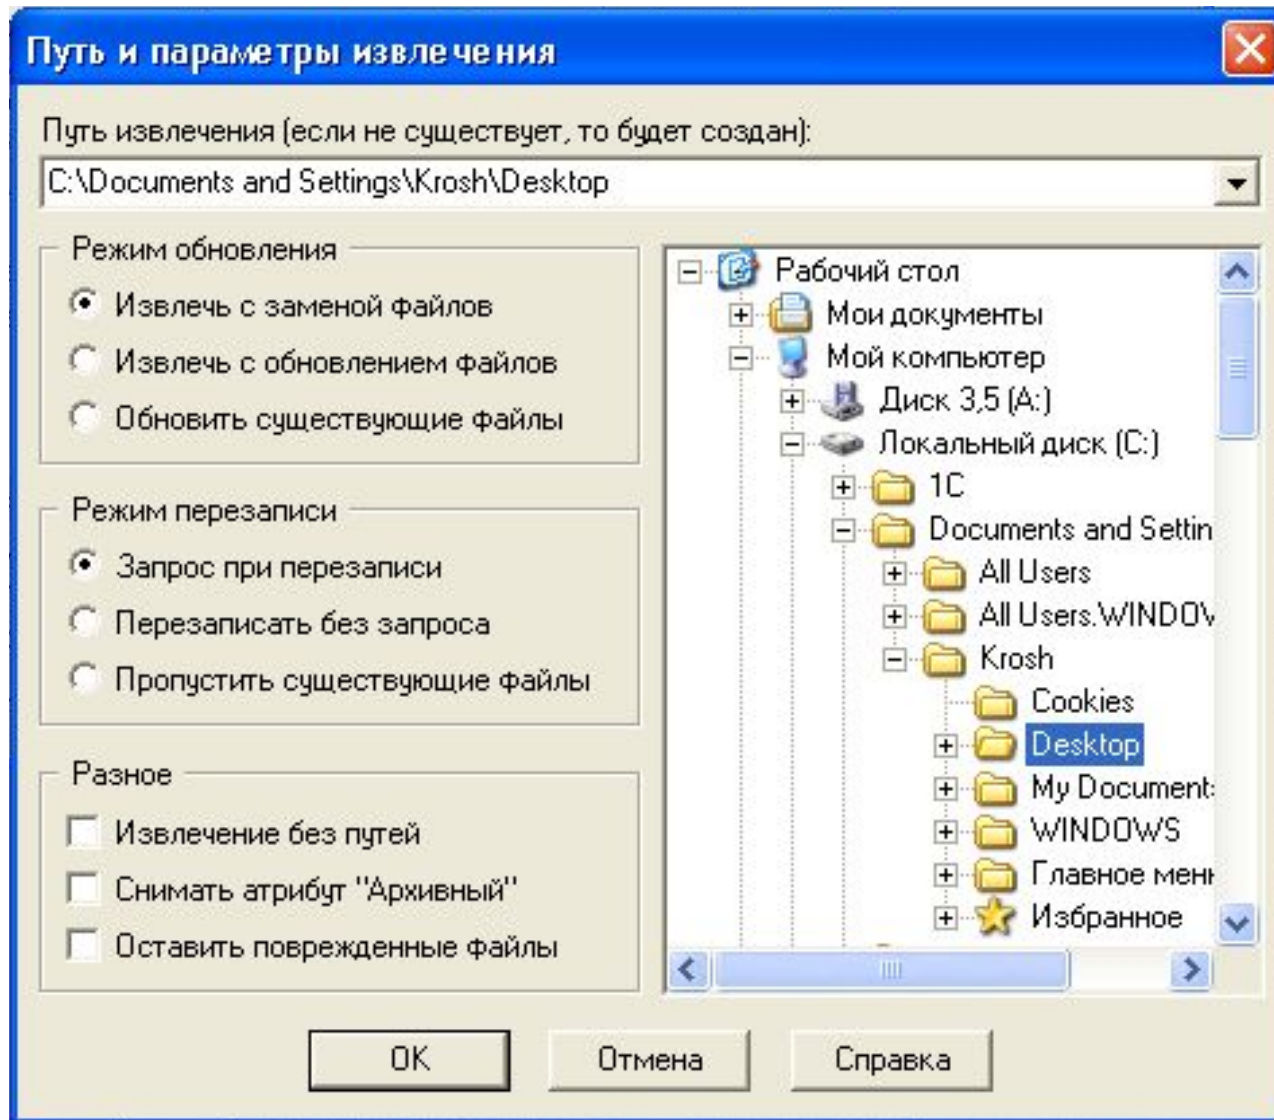 Путь и параметры извлечения
Путь извлечения (если не существует, то будет создан):
C:\Documents and Settings\Krosh\Desktop
Режим обновления
Извлечь с заменой файлов
Извлечь с обновлением файлов
Обновить существующие файлы
Режим перезаписи
Запрос при перезаписи
Перезаписать без запроса
Пропустить существующие файлы
Разное
Извлечение без путей
Снимать атрибут "Архивный"
Оставить поврежденные файлы
Рабочий стол
Мои документы
Мой компьютер
Диск 3,5 (A:)
Локальный диск (C:)
1C
Documents and Settin
All Users
All Users.WINDOW
Krosh
Cookies
Desktop
My Documents
WINDOWS
Главное мен
Избранное
OK
Отмена
Справка